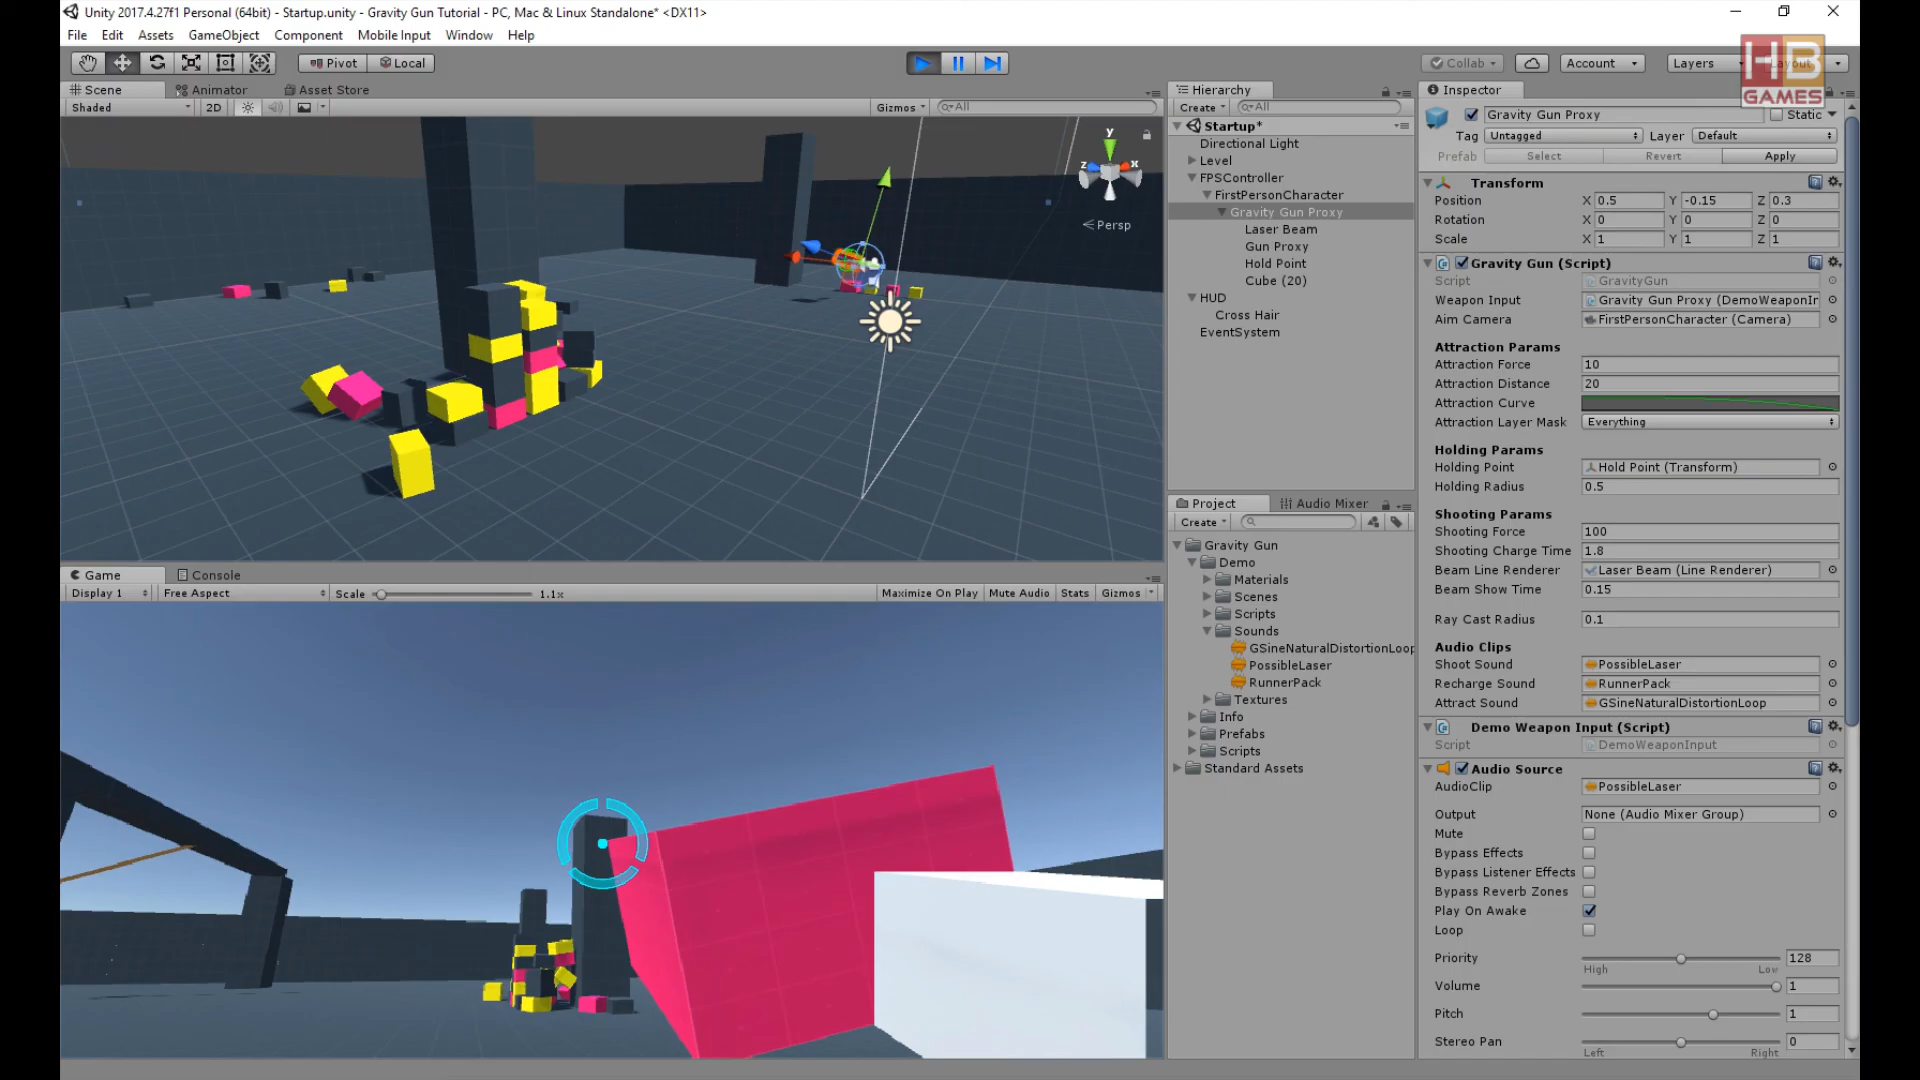 Unity 2017.4.27f1 Personal (64bit) - Startup.unity - Gravity Gun Tutorial - PC, Mac & Linux Standalone* <DX11>
File Edit Assets GameObject Component Mobile Input Window Help
Pivot Local Collab Account Layers
HB GAMES
Scene Animator Asset Store
Shaded 2D Gizmos All
y
z x
Persp
Game Console
Display 1 Free Aspect Scale 1.1x Maximize On Play Mute Audio Stats Gizmos
Hierarchy
Create All
Startup*
Directional Light
Level
FPSController
FirstPersonCharacter
Gravity Gun Proxy
Laser Beam
Gun Proxy
Hold Point
Cube (20)
HUD
Cross Hair
EventSystem
Project Audio Mixer
Create
Gravity Gun
Demo
Materials
Scenes
Scripts
Sounds
GSineNaturalDistortionLoop
PossibleLaser
RunnerPack
Textures
Info
Prefabs
Scripts
Standard Assets
Inspector
Gravity Gun Proxy Static
Tag Untagged Layer Default
Prefab Select Revert Apply
Transform
Position X 0.5 Y -0.15 Z 0.3
Rotation X 0 Y 0 Z 0
Scale X 1 Y 1 Z 1
Gravity Gun (Script)
Script GravityGun
Weapon Input Gravity Gun Proxy (DemoWeaponIr
Aim Camera FirstPersonCharacter (Camera)
Attraction Params
Attraction Force 10
Attraction Distance 20
Attraction Curve
Attraction Layer Mask Everything
Holding Params
Holding Point Hold Point (Transform)
Holding Radius 0.5
Shooting Params
Shooting Force 100
Shooting Charge Time 1.8
Beam Line Renderer Laser Beam (Line Renderer)
Beam Show Time 0.15
Ray Cast Radius 0.1
Audio Clips
Shoot Sound PossibleLaser
Recharge Sound RunnerPack
Attract Sound GSineNaturalDistortionLoop
Demo Weapon Input (Script)
Script DemoWeaponInput
Audio Source
AudioClip PossibleLaser
Output None (Audio Mixer Group)
Mute
Bypass Effects
Bypass Listener Effects
Bypass Reverb Zones
Play On Awake
Loop
Priority 128
High Low
Volume 1
Pitch 1
Stereo Pan 0
Left Right